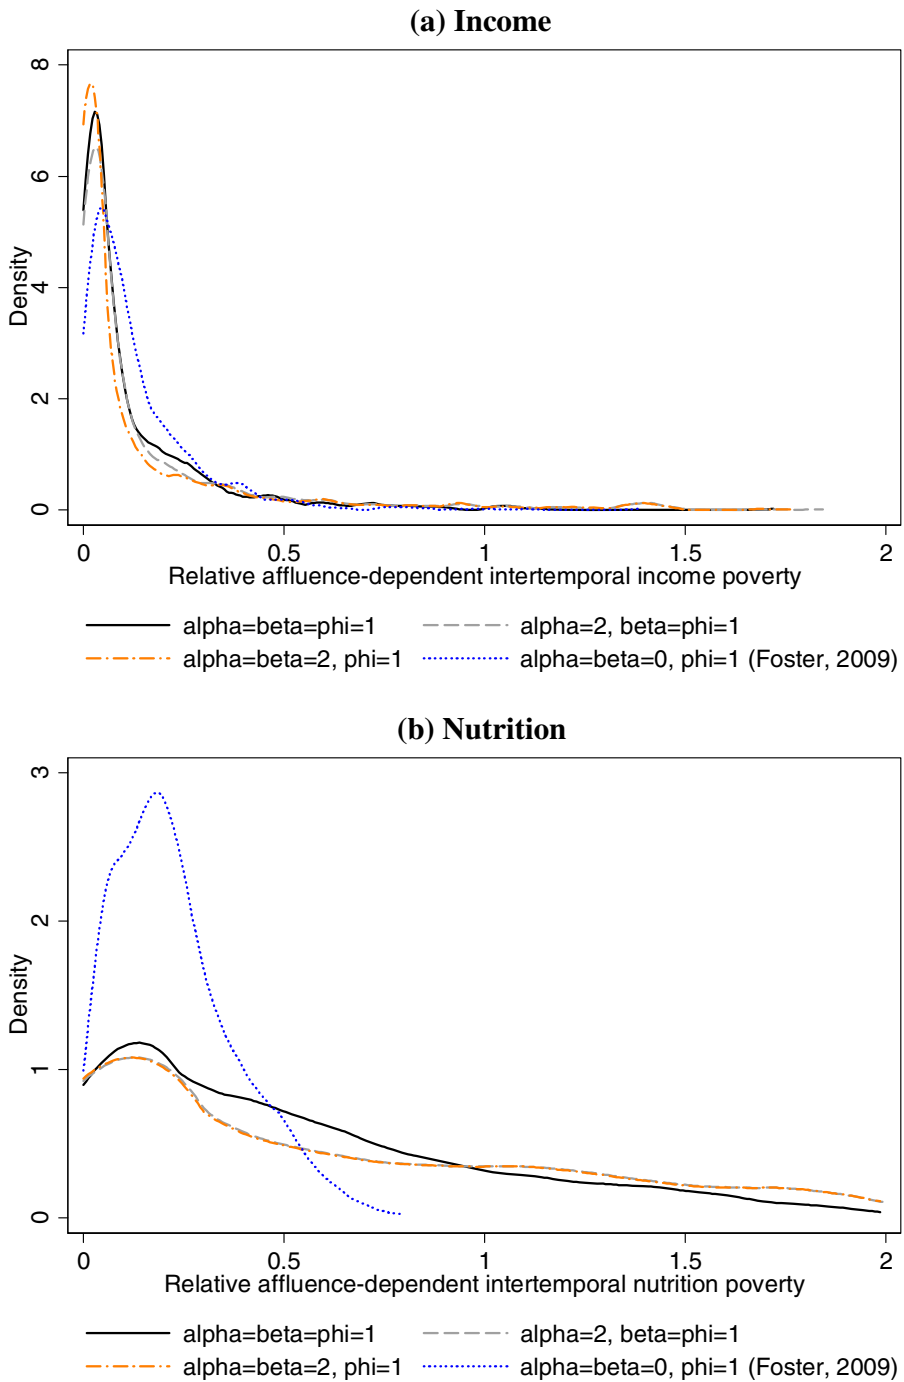 (a) Income
8
6
4
2
0
Density
0 0.5 1 1.5 2
Relative affluence-dependent intertemporal income poverty
alpha=beta=phi=1 alpha=2, beta=phi=1
alpha=beta=2, phi=1 alpha=beta=0, phi=1 (Foster, 2009)
(b) Nutrition
3
2
1
0
Density
0 0.5 1 1.5 2
Relative affluence-dependent intertemporal nutrition poverty
alpha=beta=phi=1 alpha=2, beta=phi=1
alpha=beta=2, phi=1 alpha=beta=0, phi=1 (Foster, 2009)